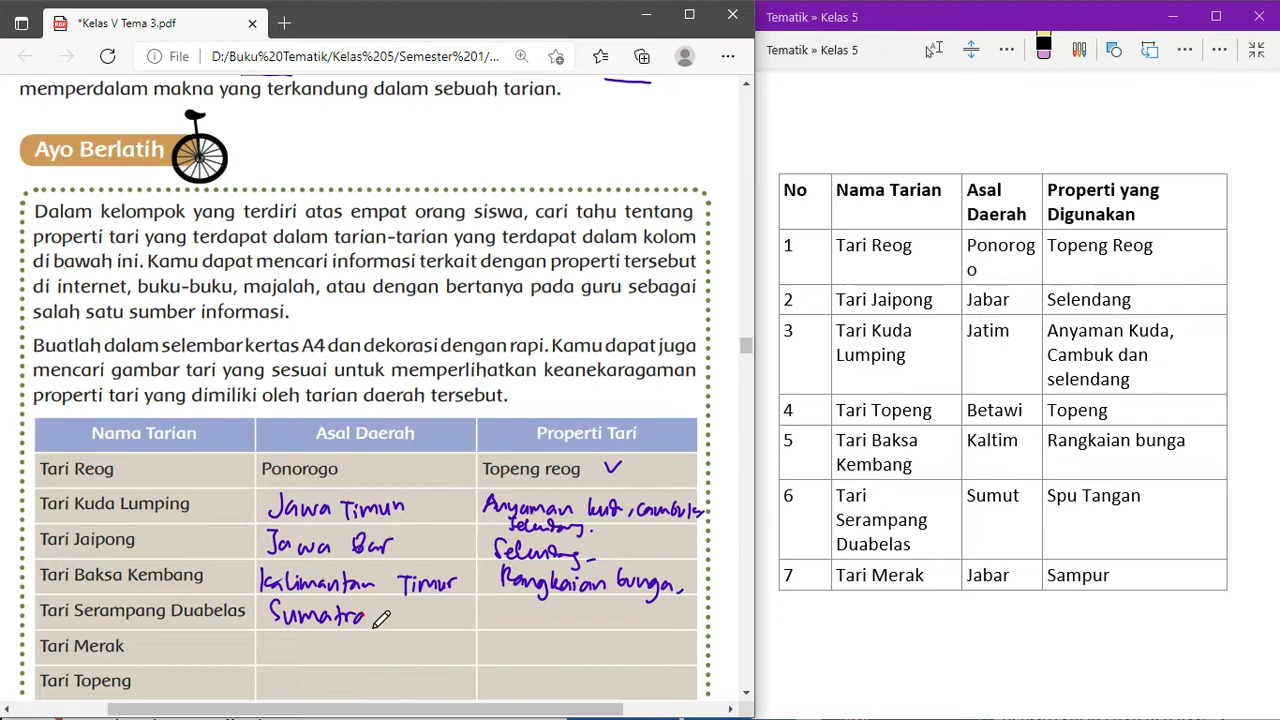 *Kelas V Tema 3.pdf
File
D:/Buku%20Tematik/Kelas%205/Semester%201/...
memperdalam makna yang terkandung dalam sebuah tarian.
Ayo Berlatih
Dalam kelompok yang terdiri atas empat orang siswa, cari tahu tentang
properti tari yang terdapat dalam tarian-tarian yang terdapat dalam kolom
di bawah ini. Kamu dapat mencari informasi terkait dengan properti tersebut
di internet, buku-buku, majalah, atau dengan bertanya pada guru sebagai
salah satu sumber informasi.
Buatlah dalam selembar kertas A4 dan dekorasi dengan rapi. Kamu dapat juga
mencari gambar tari yang sesuai untuk memperlihatkan keanekaragaman
properti tari yang dimiliki oleh tarian daerah tersebut.
Nama Tarian Asal Daerah Properti Tari
Tari Reog Ponorogo Topeng reog
Tari Kuda Lumping Jawa Timur Anyaman kuda, cambuk
Selendang.
Tari Jaipong Jawa Bar Selendang
Tari Baksa Kembang Kalimantan Timur Rangkaian bunga,
Tari Serampang Duabelas Sumatra
Tari Merak
Tari Topeng
Tematik » Kelas 5
Tematik » Kelas 5
No Nama Tarian Asal Properti yang
Daerah Digunakan
1 Tari Reog Ponorog Topeng Reog
o
2 Tari Jaipong Jabar Selendang
3 Tari Kuda Jatim Anyaman Kuda,
Lumping Cambuk dan
selendang
4 Tari Topeng Betawi Topeng
5 Tari Baksa Kaltim Rangkaian bunga
Kembang
6 Tari Sumut Spu Tangan
Serampang
Duabelas
7 Tari Merak Jabar Sampur